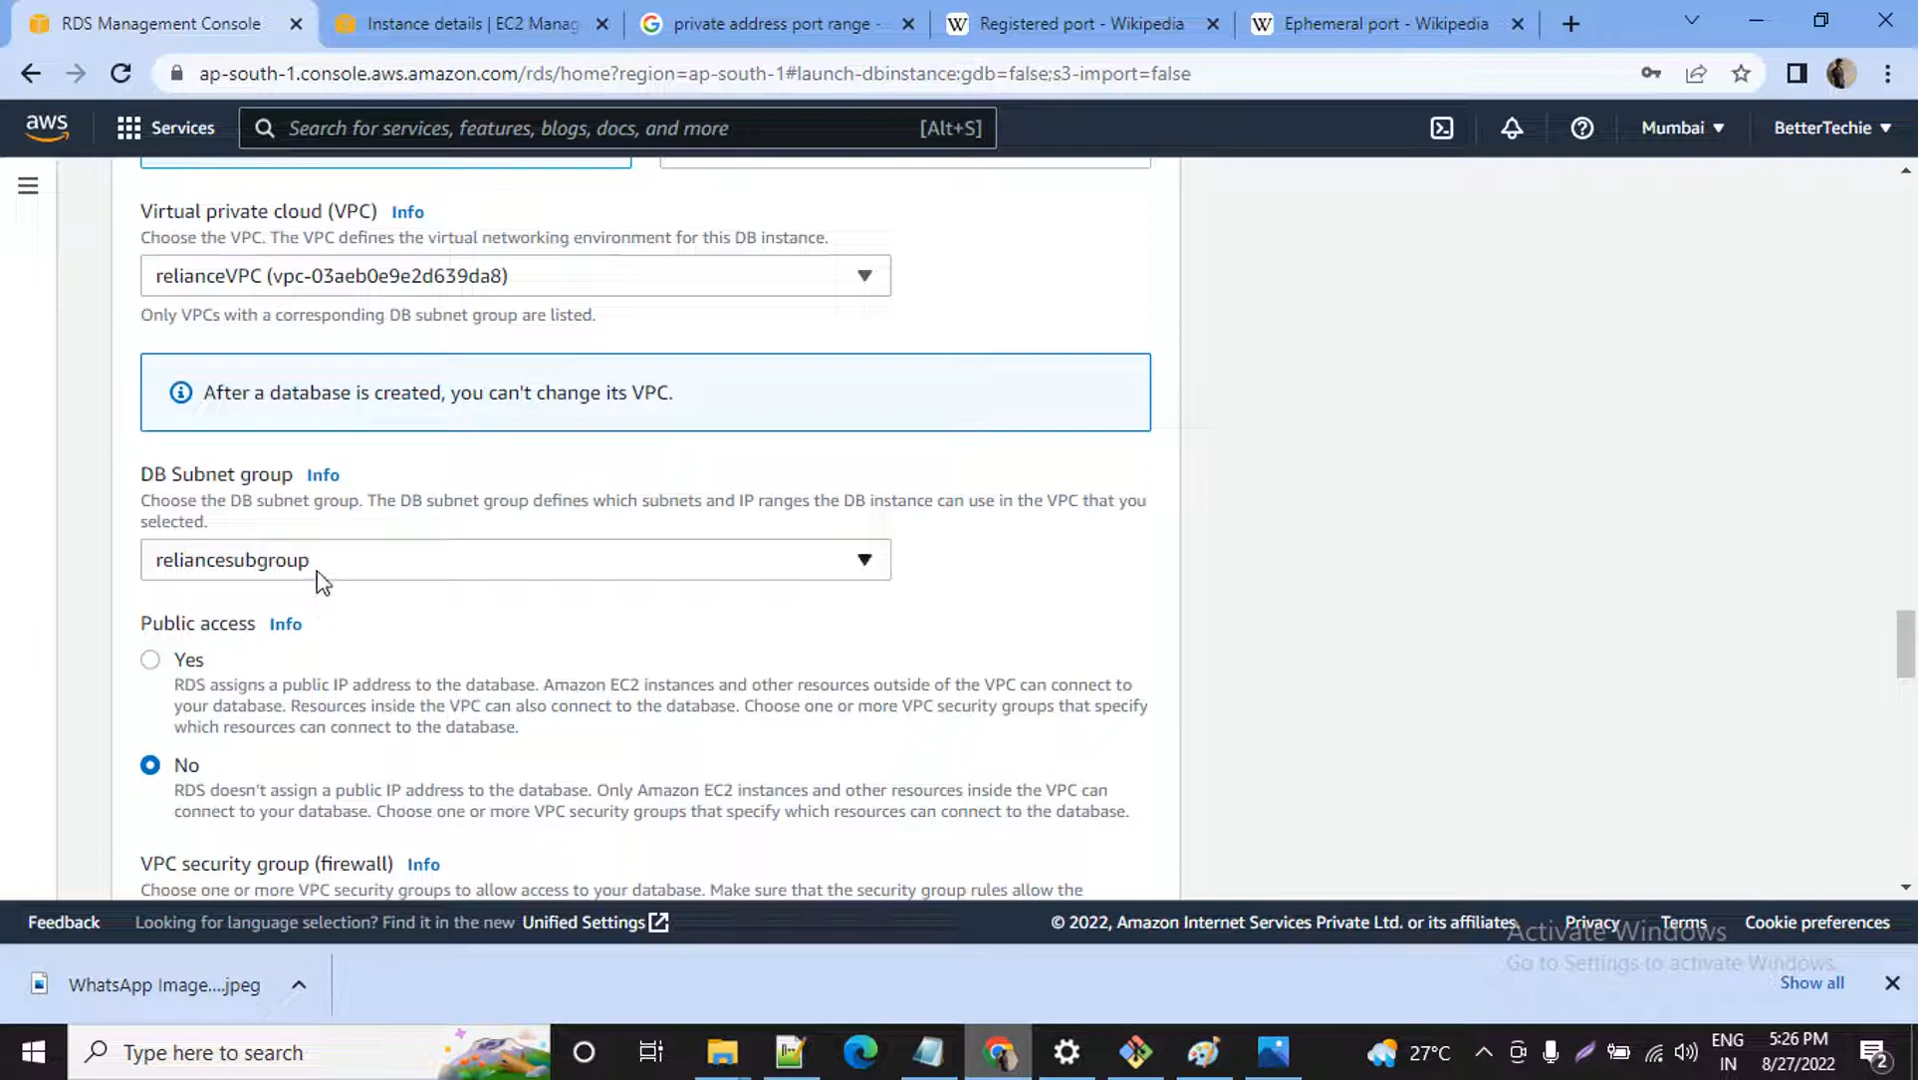 RDS Management Console
Instance details | EC2 Manag
private address port range -
Registered port - Wikipedia
Ephemeral port - Wikipedia
ap-south-1.console.aws.amazon.com/rds/home?region=ap-south-1#launch-dbinstance:gdb=false;s3-import=false
aws
Services
Search for services, features, blogs, docs, and more
[Alt+S]
Mumbai
BetterTechie
Virtual private cloud (VPC) Info
Choose the VPC. The VPC defines the virtual networking environment for this DB instance.
relianceVPC (vpc-03aeb0e9e2d639da8)
Only VPCs with a corresponding DB subnet group are listed.
After a database is created, you can't change its VPC.
DB Subnet group Info
Choose the DB subnet group. The DB subnet group defines which subnets and IP ranges the DB instance can use in the VPC that you
selected.
reliancesubgroup
Public access Info
Yes
RDS assigns a public IP address to the database. Amazon EC2 instances and other resources outside of the VPC can connect to
your database. Resources inside the VPC can also connect to the database. Choose one or more VPC security groups that specify
which resources can connect to the database.
No
RDS doesn't assign a public IP address to the database. Only Amazon EC2 instances and other resources inside the VPC can
connect to your database. Choose one or more VPC security groups that specify which resources can connect to the database.
VPC security group (firewall) Info
Choose one or more VPC security groups to allow access to your database. Make sure that the security group rules allow the
Feedback
Looking for language selection? Find it in the new Unified Settings
© 2022, Amazon Internet Services Private Ltd. or its affiliates.
Privacy
Terms
Cookie preferences
Activate Windows
Go to Settings to activate Windows.
WhatsApp Image....jpeg
Show all
Type here to search
27°C
ENG
IN
5:26 PM
8/27/2022
2